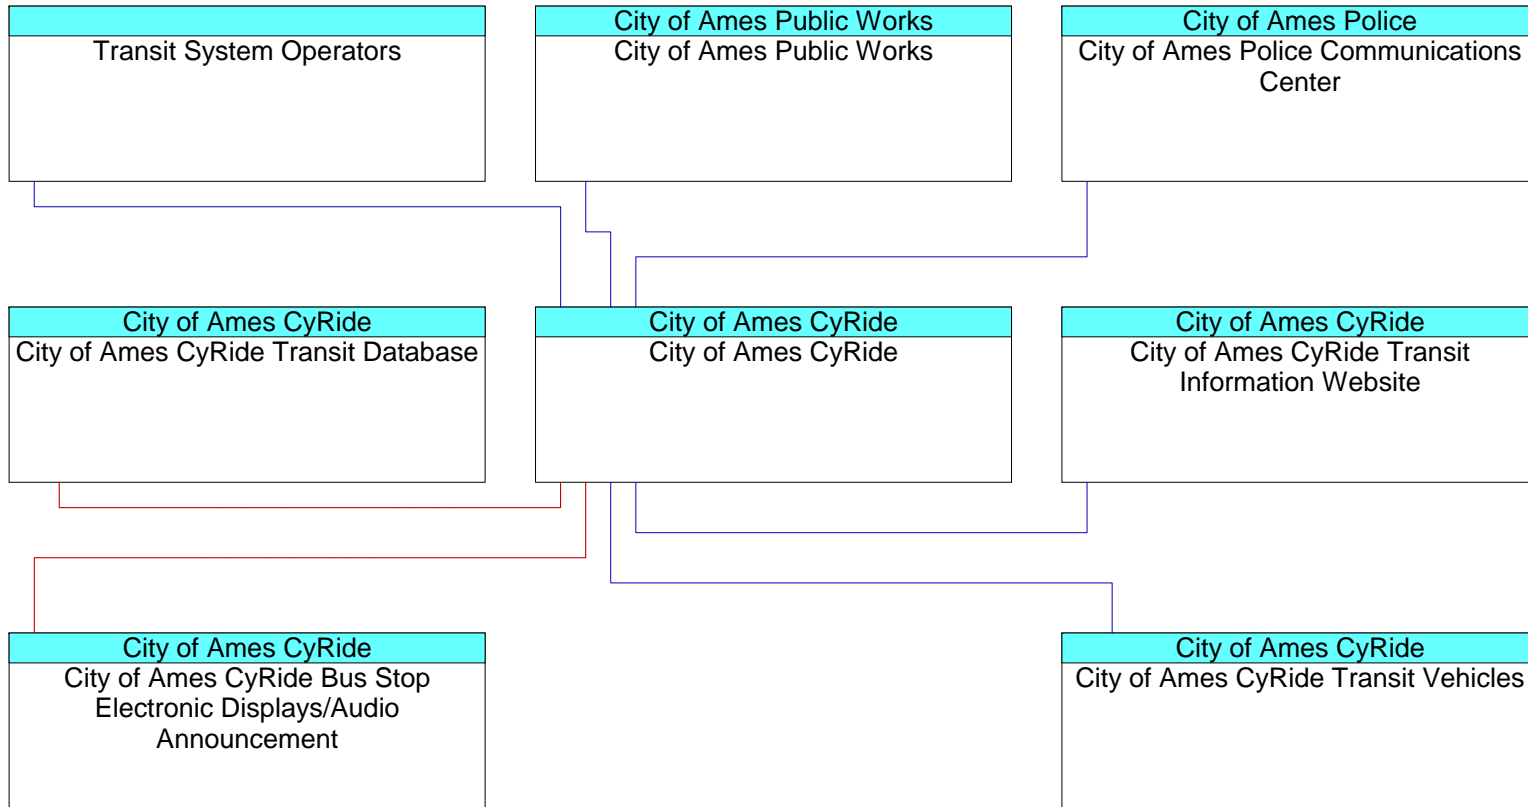 Transit System Operators
City of Ames Public Works
City of Ames Public Works
City of Ames Police
City of Ames Police Communications
Center
City of Ames CyRide
City of Ames CyRide Transit Database
City of Ames CyRide
City of Ames CyRide
City of Ames CyRide
City of Ames CyRide Transit
Information Website
City of Ames CyRide
City of Ames CyRide Bus Stop
Electronic Displays/Audio
Announcement
City of Ames CyRide
City of Ames CyRide Transit Vehicles